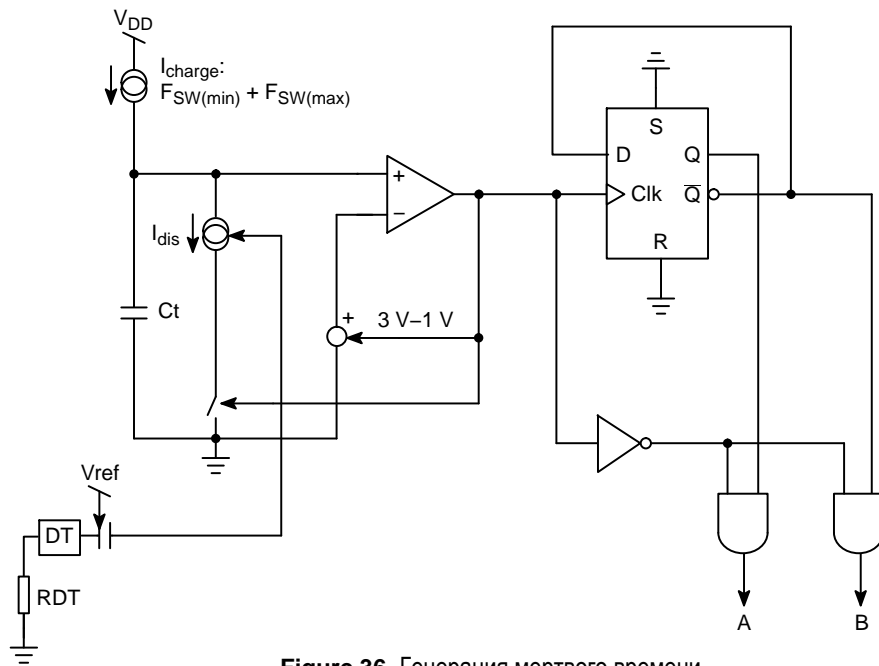 V_DD
I_charge:
F_SW(min) + F_SW(max)
S
D Q
+
Clk Q̅
−
I_dis
R
Ct
+ 3 V–1 V
Vref
DT
RDT
A B
Figure 36. Генерация мертвого времени